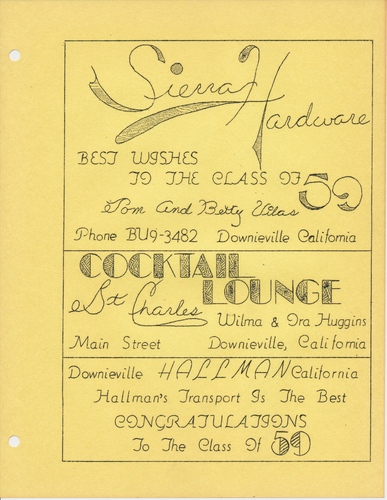 Sierra
Hardware
BEST WISHES
TO THE CLASS OF 59
Tom And Betty Vilas
Phone BU9-3482 Downieville California
COCKTAIL
St Charles LOUNGE
Wilma & Ira Huggins
Main Street Downieville, California
Downieville HALLMAN California
Hallman's Transport Is The Best
CONGRATULATIONS
To The Class Of 59